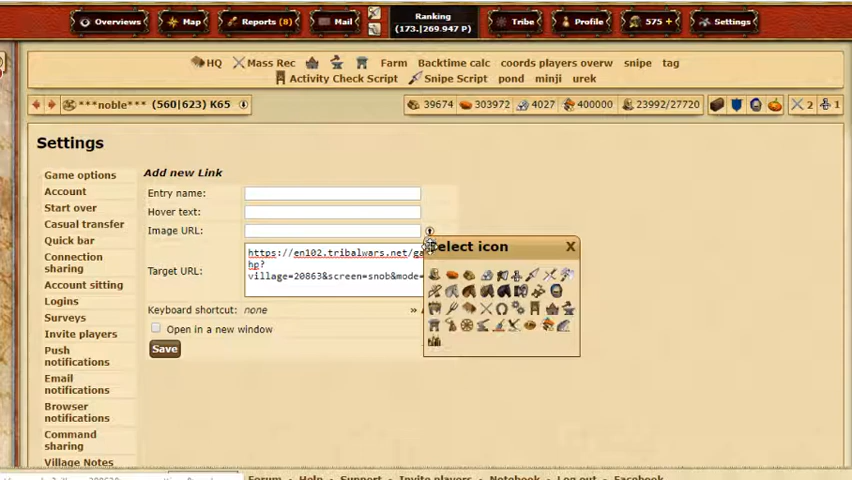 Overviews Map Reports (8) Mail Ranking Tribe Profile 575 + Settings
(173.|269.947 P)
HQ Mass Rec Farm Backtime calc coords players overw snipe tag
Activity Check Script Snipe Script pond minji urek
***noble*** (560|623) K65 39674 303972 4027 400000 23992/27720 2 1
Settings
Game options
Account
Start over
Casual transfer
Quick bar
Connection
sharing
Account sitting
Logins
Surveys
Invite players
Push
notifications
Email
notifications
Browser
notifications
Command
sharing
Village Notes
Add new Link
Entry name:
Hover text:
Image URL:
Target URL:
https://en102.tribalwars.net/ga
hp?
village=20863&screen=snob&mode=
Keyboard shortcut: none »
Open in a new window
Save
Select icon X
Forum - Help - Support - Invite players - Notebook - Log out - Facebook